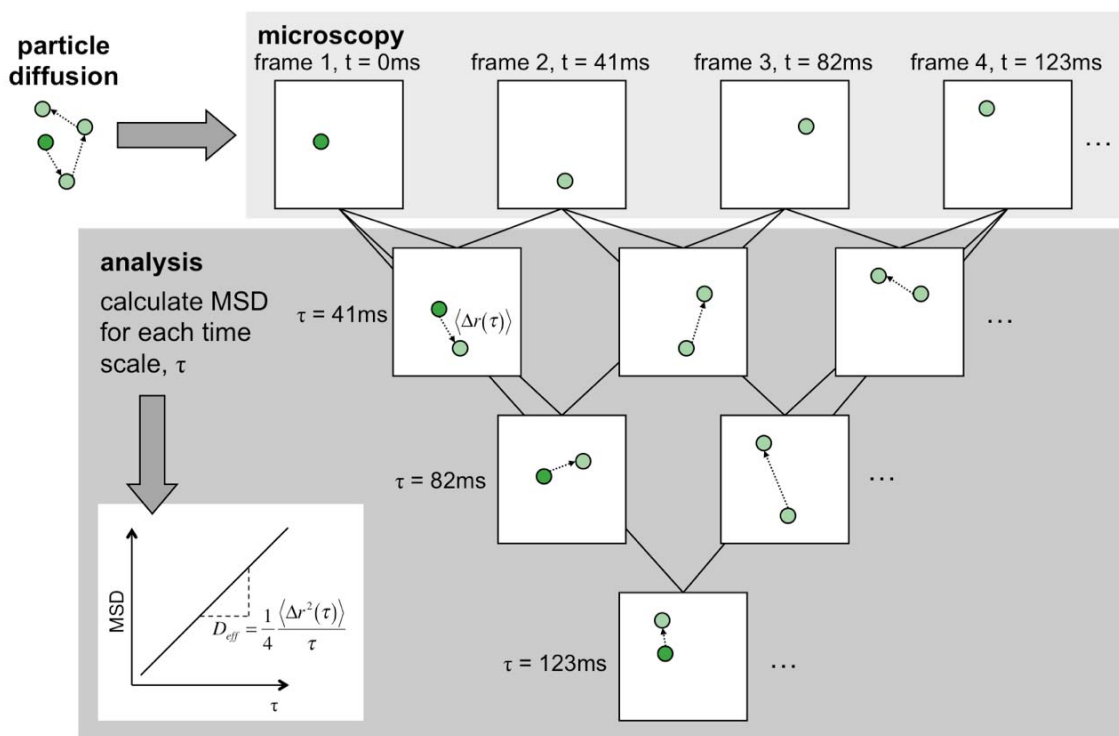 particle
diffusion
microscopy
frame 1, t = 0ms
frame 2, t = 41ms
frame 3, t = 82ms
frame 4, t = 123ms
...
analysis
calculate MSD
for each time
scale, τ
τ = 41ms
⟨Δr(τ)⟩
...
τ = 82ms
...
τ = 123ms
...
MSD
D_eff = 1/4 ⟨Δr²(τ)⟩/τ
τ